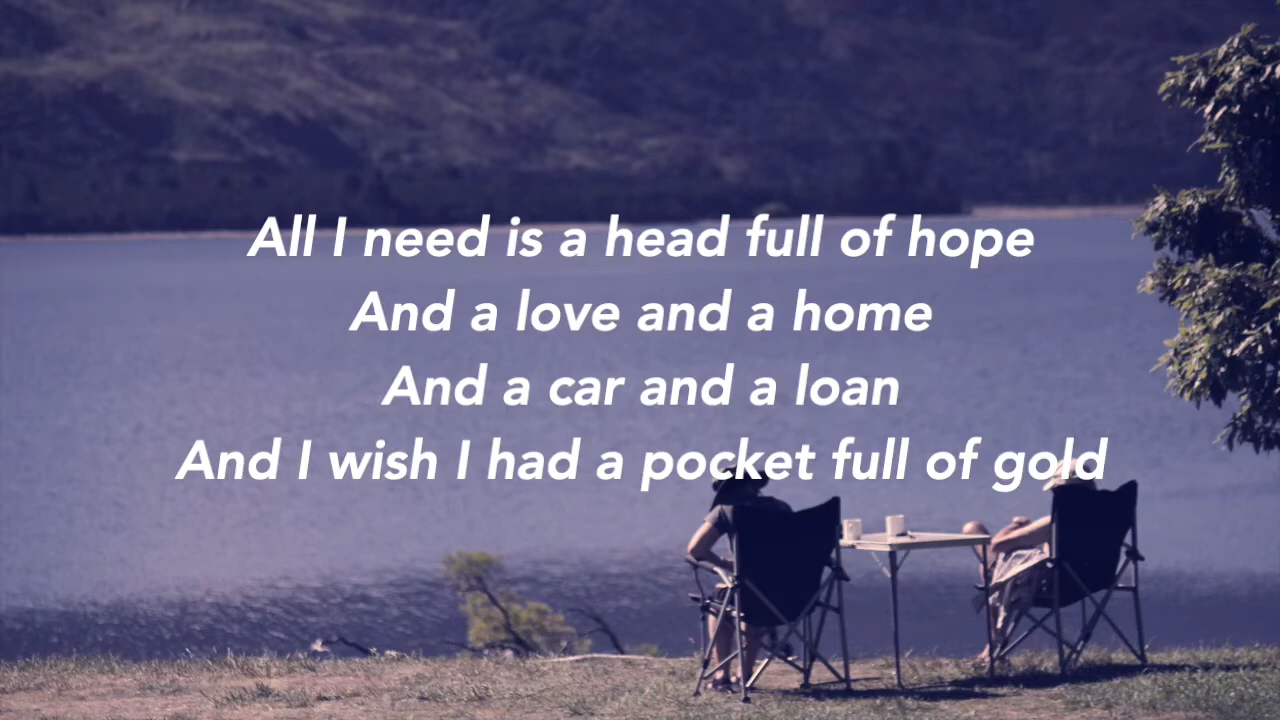 All I need is a head full of hope
And a love and a home
And a car and a loan
And I wish I had a pocket full of gold